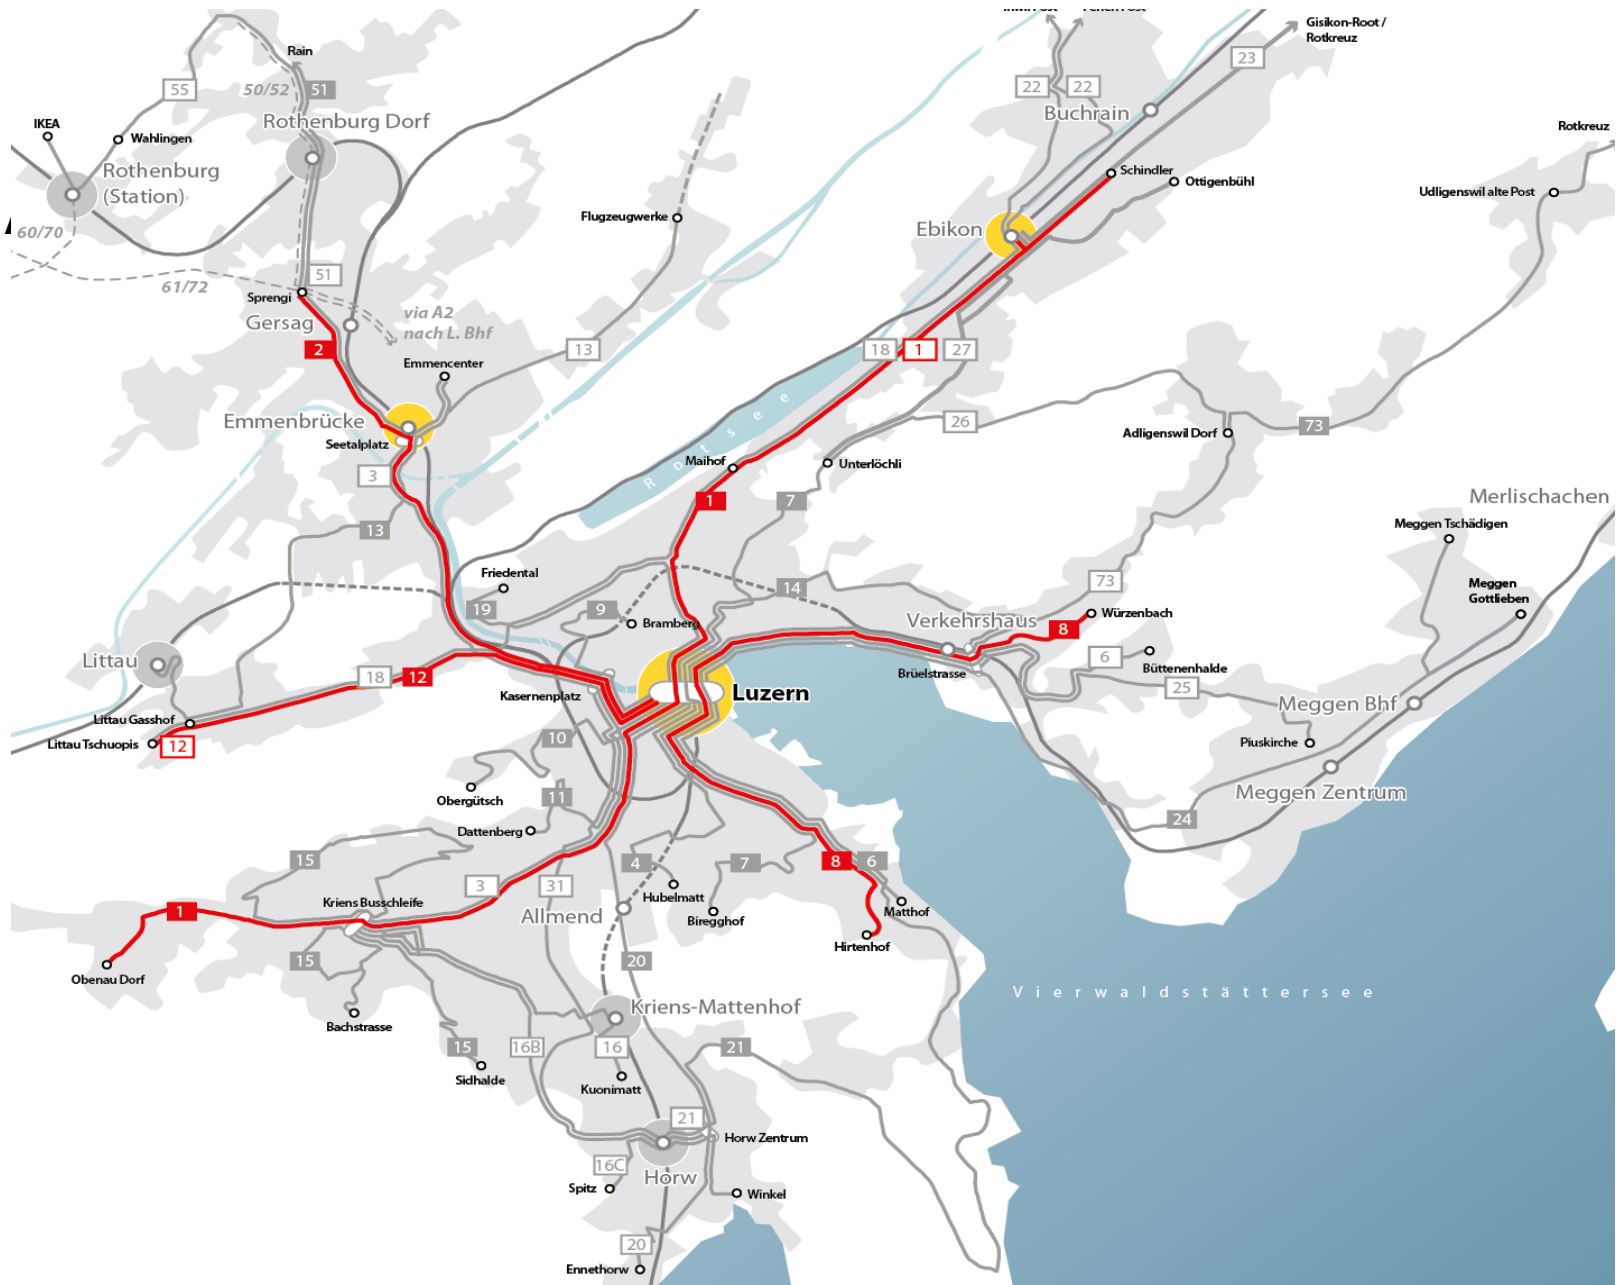 Gisikon-Root /
Rotkreuz
Rain
23
55
50/52
51
22
22
Buchrain
IKEA
Wahlingen
Rothenburg Dorf
Rotkreuz
Rothenburg
(Station)
Schindler
Ottigenbühl
Udligenswil alte Post
Flugzeugwerke
Ebikon
60/70
51
61/72
Sprengi
Gersag
via A2
nach L. Bhf
2
Emmencenter
13
18
1
27
Rotsee
Emmenbrücke
Seetalplatz
26
Adligenswil Dorf
73
3
Maihof
Unterlöchli
1
7
Merlischachen
Meggen Tschädigen
13
Friedental
14
73
Meggen
Gottlieben
19
9
Bramberg
Verkehrshaus
Würzenbach
8
Littau
6
Büttenenhalde
18
12
Kasernenplatz
Luzern
Brüelstrasse
25
Meggen Bhf
Littau Gasshof
Littau Tschuopis
12
10
Piuskirche
Obergütsch
11
Meggen Zentrum
Dattenberg
24
15
4
7
8
6
3
31
Hubelmatt
Kriens Busschleife
1
Allmend
Biregghof
Matthof
Hirtenhof
15
20
Obenau Dorf
Vierwaldstättersee
Bachstrasse
Kriens-Mattenhof
15
16B
16
21
Sidhalde
Kuonimatt
21
Horw Zentrum
16C
Horw
Spitz
Winkel
20
Ennethorw